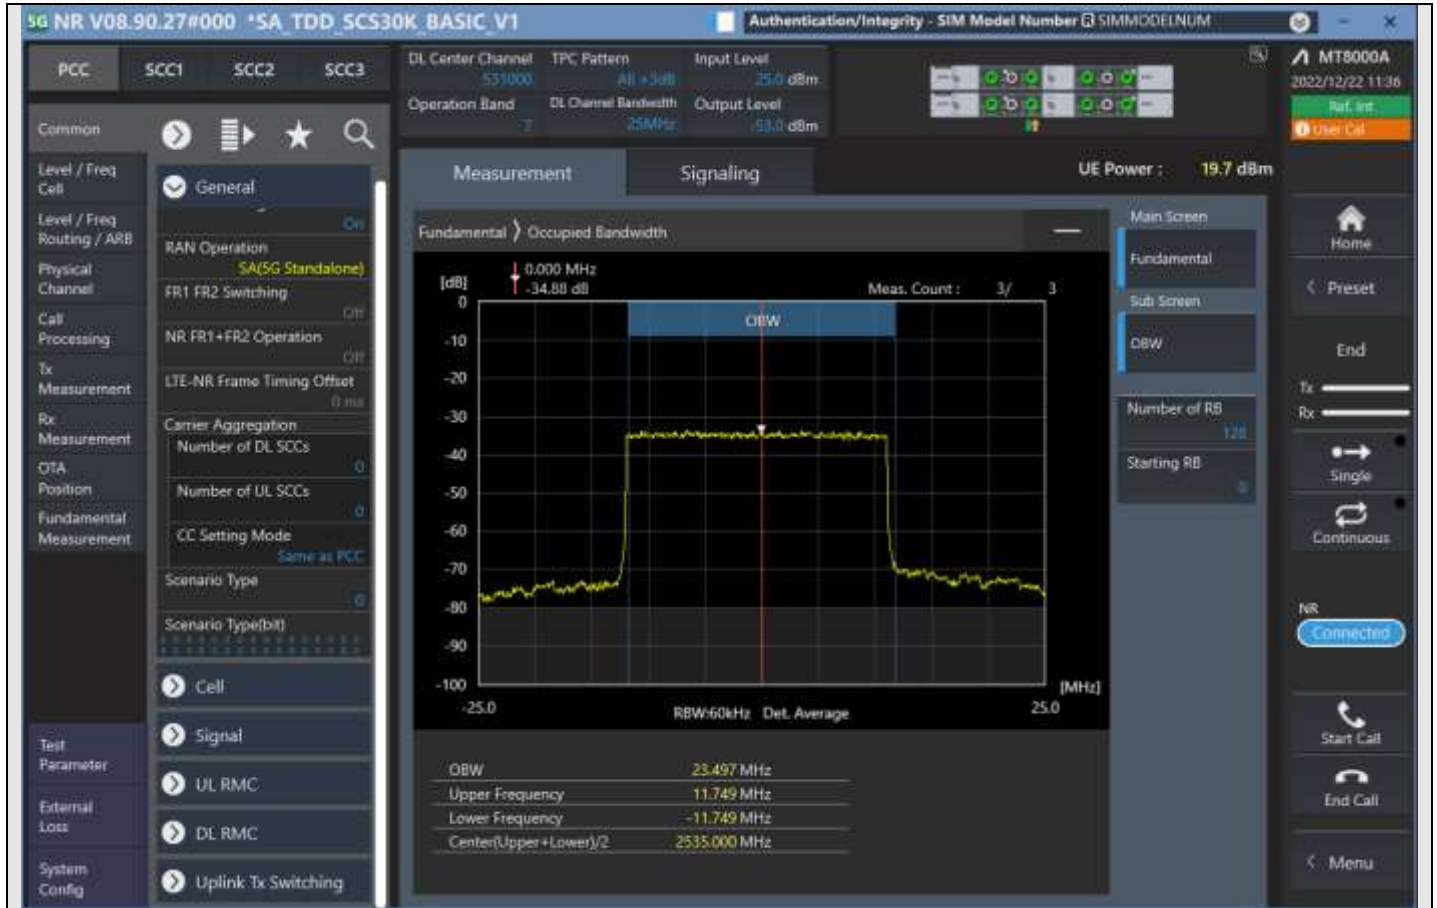 5G NR V08.90.27#000 *SA_TDD_SCS30K_BASIC_V1
Authentication/Integrity - SIM Model Number SIMMODELNUM
PCC
SCC1
SCC2
SCC3
DL Center Channel
531000
TPC Pattern
All +3dB
Input Level
25.0 dBm
Operation Band
7
DL Channel Bandwidth
25MHz
Output Level
-53.0 dBm
MT8000A
2022/12/22 11:36
Ref. Int.
User Cal
Common
Level / Freq
Cell
Level / Freq
Routing / ARB
Physical
Channel
Call
Processing
Tx
Measurement
Rx
Measurement
OTA
Position
Fundamental
Measurement
Test
Parameter
External
Loss
System
Config
General
On
RAN Operation
SA(5G Standalone)
FR1 FR2 Switching
Off
NR FR1+FR2 Operation
Off
LTE-NR Frame Timing Offset
0 ms
Carrier Aggregation
Number of DL SCCs
0
Number of UL SCCs
0
CC Setting Mode
Same as PCC
Scenario Type
0
Scenario Type(bit)
Cell
Signal
UL RMC
DL RMC
Uplink Tx Switching
Measurement
Signaling
UE Power : 19.7 dBm
Fundamental Occupied Bandwidth
[dB]
0.000 MHz
-34.88 dB
Meas. Count : 3/ 3
OBW
0
-10
-20
-30
-40
-50
-60
-70
-80
-90
-100
[MHz]
-25.0
RBW:60kHz Det. Average
25.0
OBW 23.497 MHz
Upper Frequency 11.749 MHz
Lower Frequency -11.749 MHz
Center(Upper+Lower)/2 2535.000 MHz
Main Screen
Fundamental
Sub Screen
OBW
Number of RB
128
Starting RB
0
Home
Preset
End
Tx
Rx
Single
Continuous
NR
Connected
Start Call
End Call
Menu